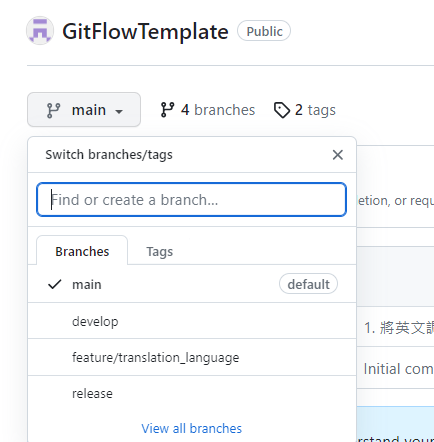 GitFlowTemplate Public
main 4 branches 2 tags
Switch branches/tags
Find or create a branch...
etion, or requ
Branches Tags
main default
develop 1. 將英文
feature/translation_language Initial com
release
View all branches